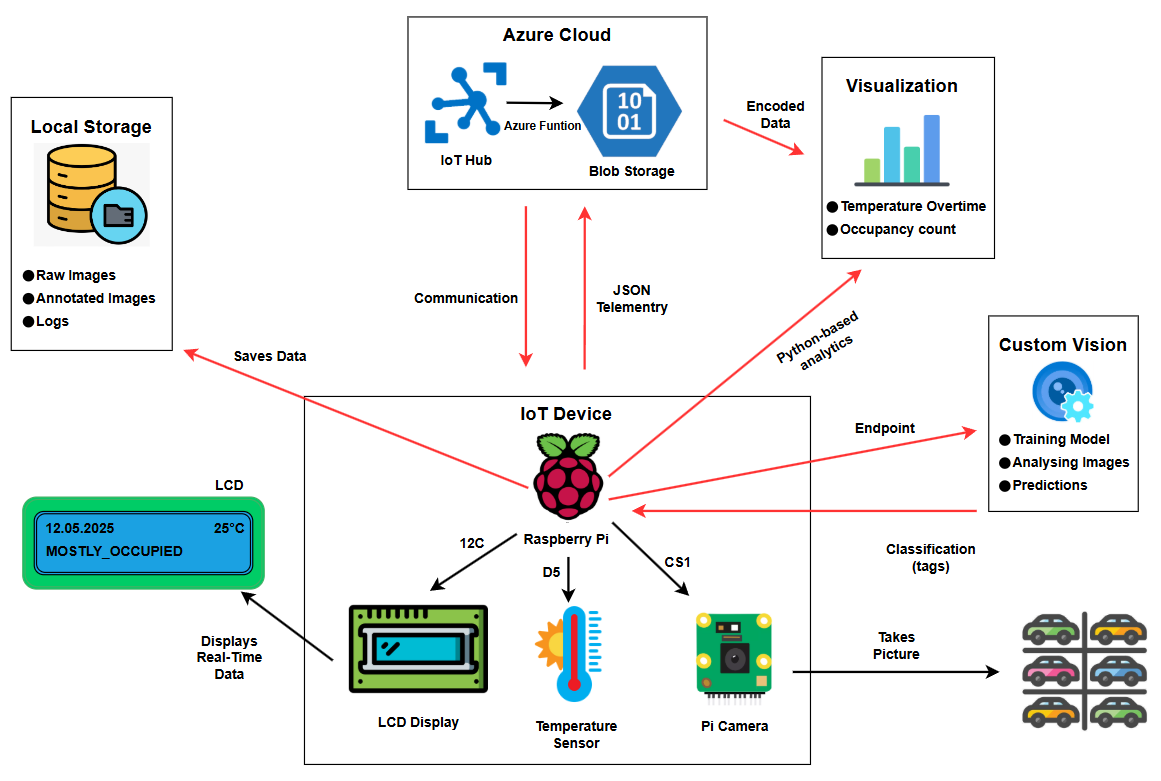 Azure Cloud
10
01
Azure Funtion
IoT Hub
Blob Storage
Encoded
Data
Visualization
● Temperature Overtime
● Occupancy count
Local Storage
● Raw Images
● Annotated Images
● Logs
Communication
JSON
Telementry
Python-based
analytics
Saves Data
Custom Vision
● Training Model
● Analysing Images
● Predictions
Endpoint
IoT Device
Raspberry Pi
12C
D5
CS1
Classification
(tags)
LCD
12.05.2025 25°C
MOSTLY_OCCUPIED
Displays
Real-Time
Data
LCD Display
Temperature
Sensor
Pi Camera
Takes
Picture